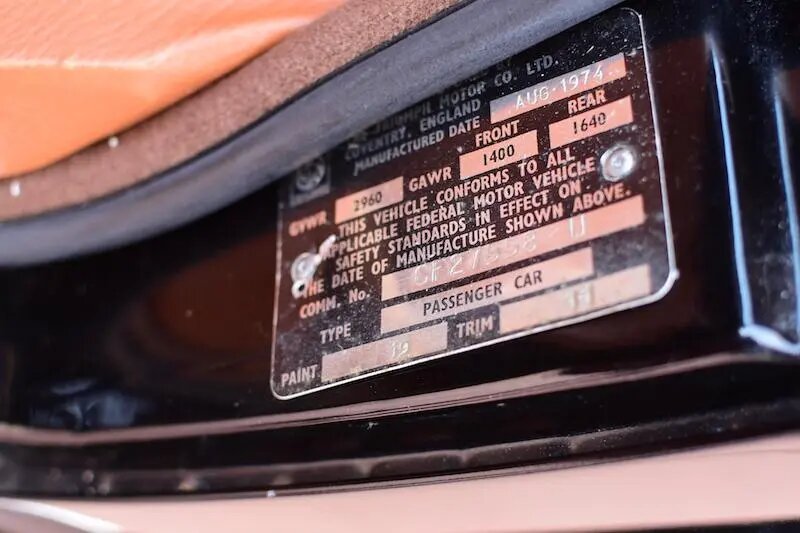 TRIUMPH MOTOR CO. LTD.
COVENTRY, ENGLAND
MANUFACTURED DATE AUG·1974
GVWR 2960 GAWR FRONT 1400 REAR 1640
THIS VEHICLE CONFORMS TO ALL
APPLICABLE FEDERAL MOTOR VEHICLE
SAFETY STANDARDS IN EFFECT ON
THE DATE OF MANUFACTURE SHOWN ABOVE.
COMM. No.
TYPE PASSENGER CAR
PAINT 19 TRIM